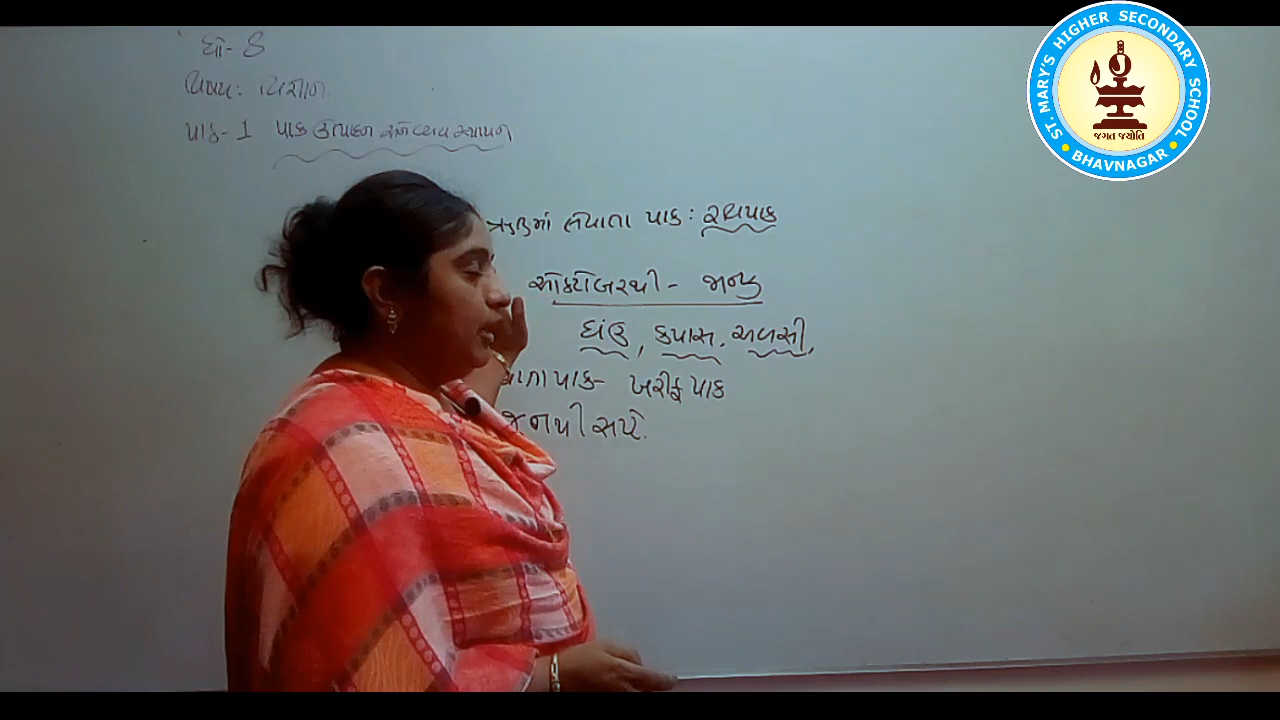 ધો- 8
વિષય: વિજ્ઞાન
પાઠ- 1 પાક ઉત્પાદન અને વ્યવસ્થાપન
ઋતુમાં લેવાતા પાક: રવિપાક
ઓક્ટોબરથી - જાન્યુ
ઘંઉ, કપાસ, અળસી,
પાક- ખરીફ પાક
જુનથી સપ્ટે.
ST. MARY'S HIGHER SECONDARY SCHOOL
જગત જ્યોતિ
BHAVNAGAR